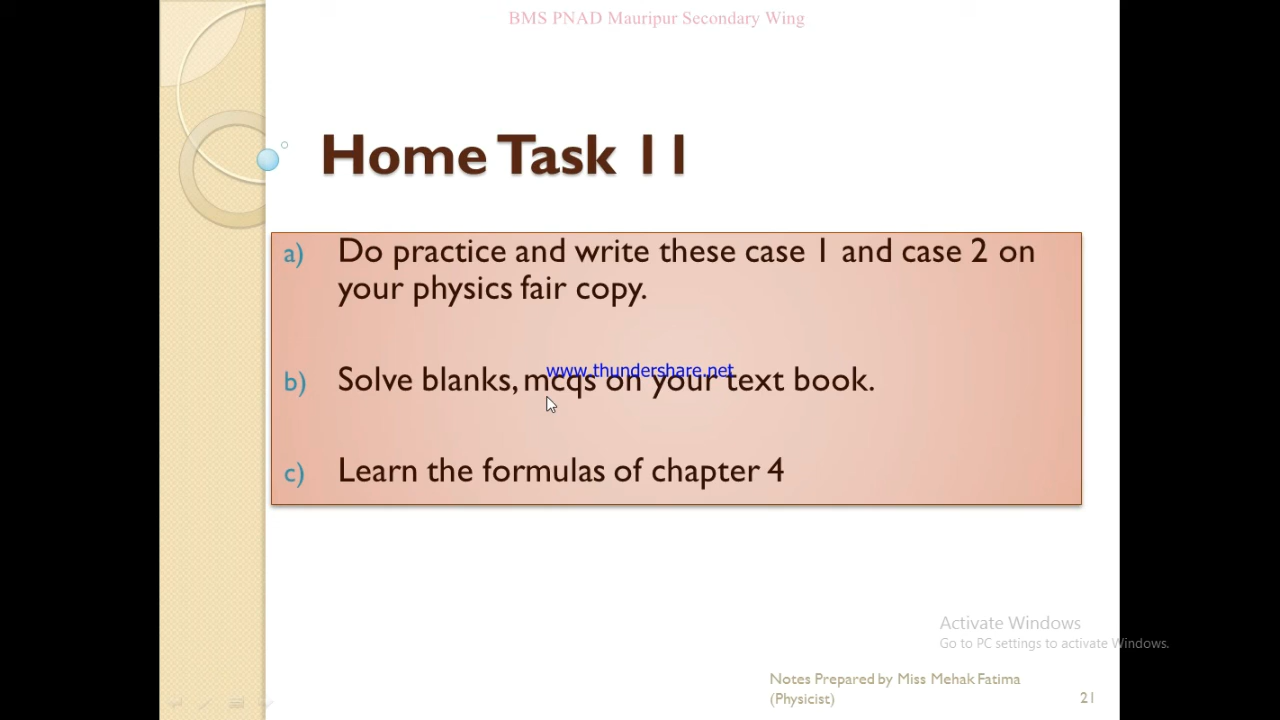 BMS PNAD Mauripur Secondary Wing
Home Task 11
a) Do practice and write these case 1 and case 2 on
your physics fair copy.
www.thundershare.net
b) Solve blanks, mcqs on your text book.
c) Learn the formulas of chapter 4
Activate Windows
Go to PC settings to activate Windows.
Notes Prepared by Miss Mehak Fatima
(Physicist)
21